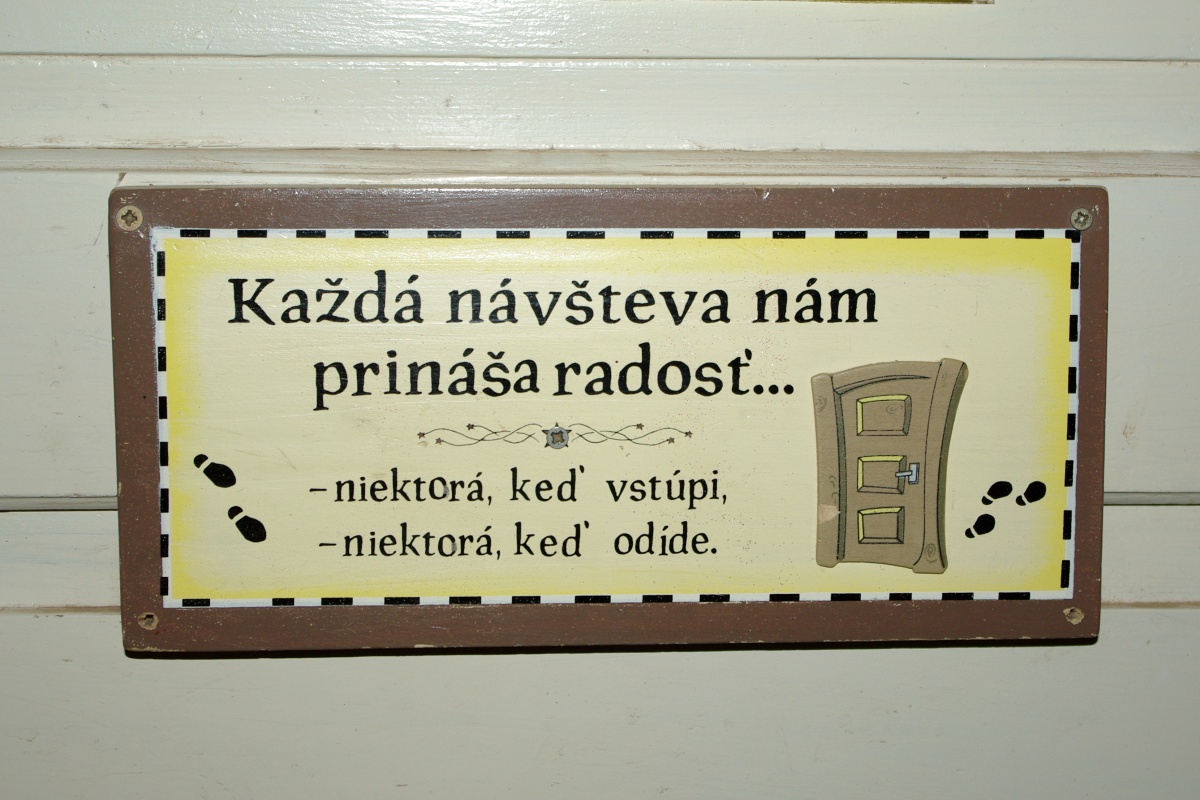 Každá návšteva nám
prináša radosť...
-niektorá, keď vstúpi,
-niektorá, keď odíde.